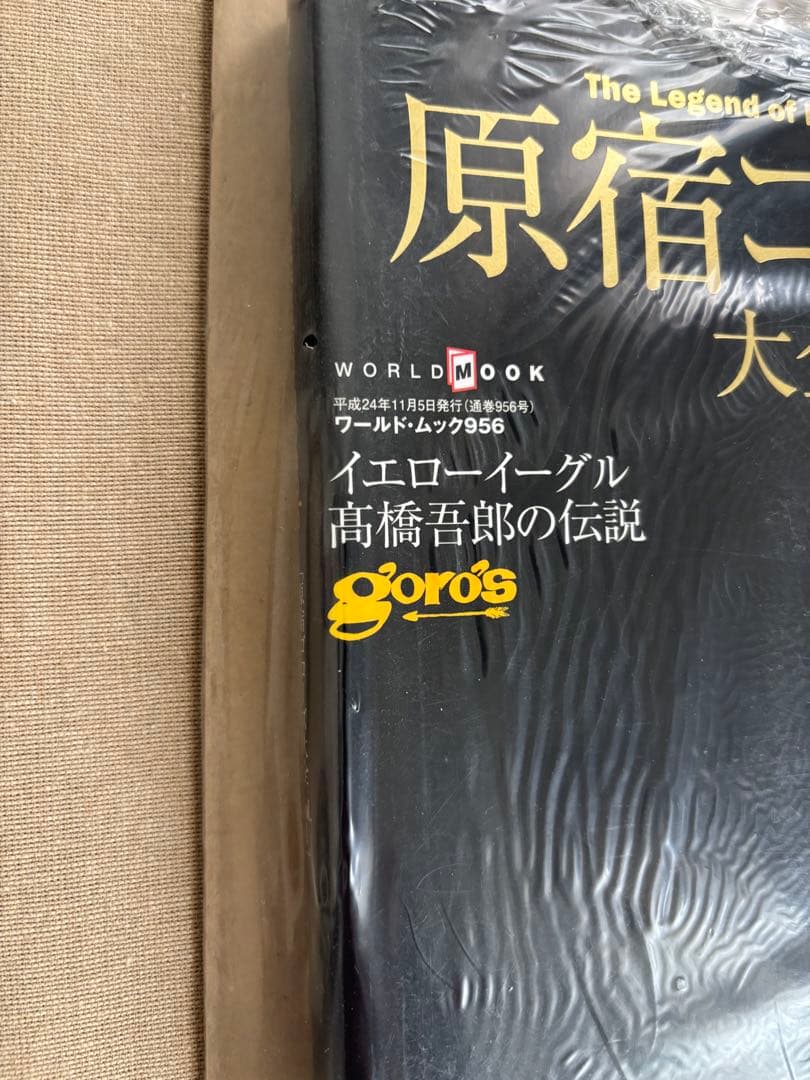 The Legend of
原宿ゴ
大
WORLD MOOK
平成24年11月5日発行(通巻956号)
ワールド・ムック956
イエローイーグル
髙橋吾郎の伝説
goro's